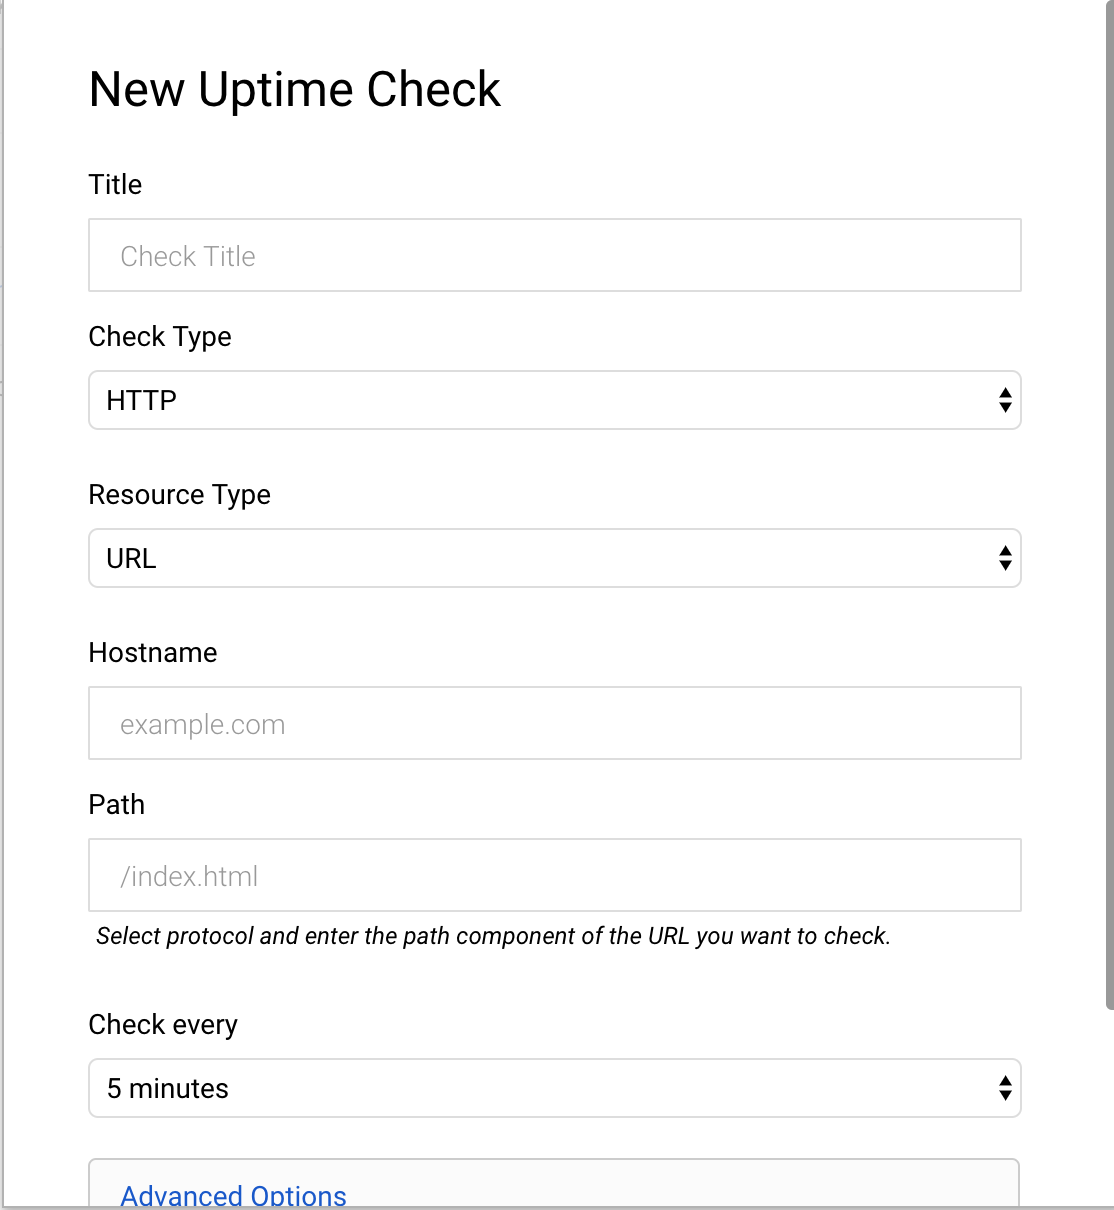 New Uptime Check
Title
Check Title
Check Type
HTTP
Resource Type
URL
Hostname
example.com
Path
/index.html
Select protocol and enter the path component of the URL you want to check.
Check every
5 minutes
Advanced Options